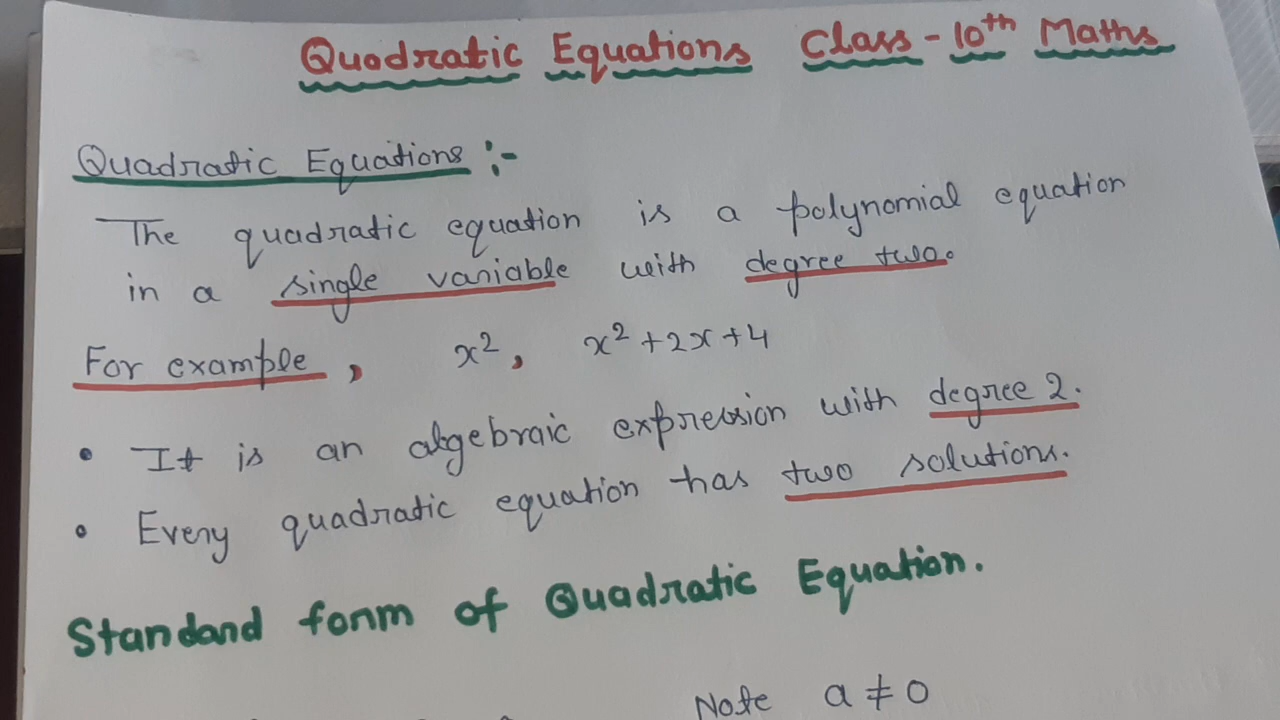 Quadratic Equations Class - 10th Maths
Quadratic Equations :-
The quadratic equation is a polynomial equation
in a single variable with degree two.
For example, x², x²+2x+4
• It is an algebraic expression with degree 2.
• Every quadratic equation has two solutions.
Standard form of Quadratic Equation.
Note a ≠ 0